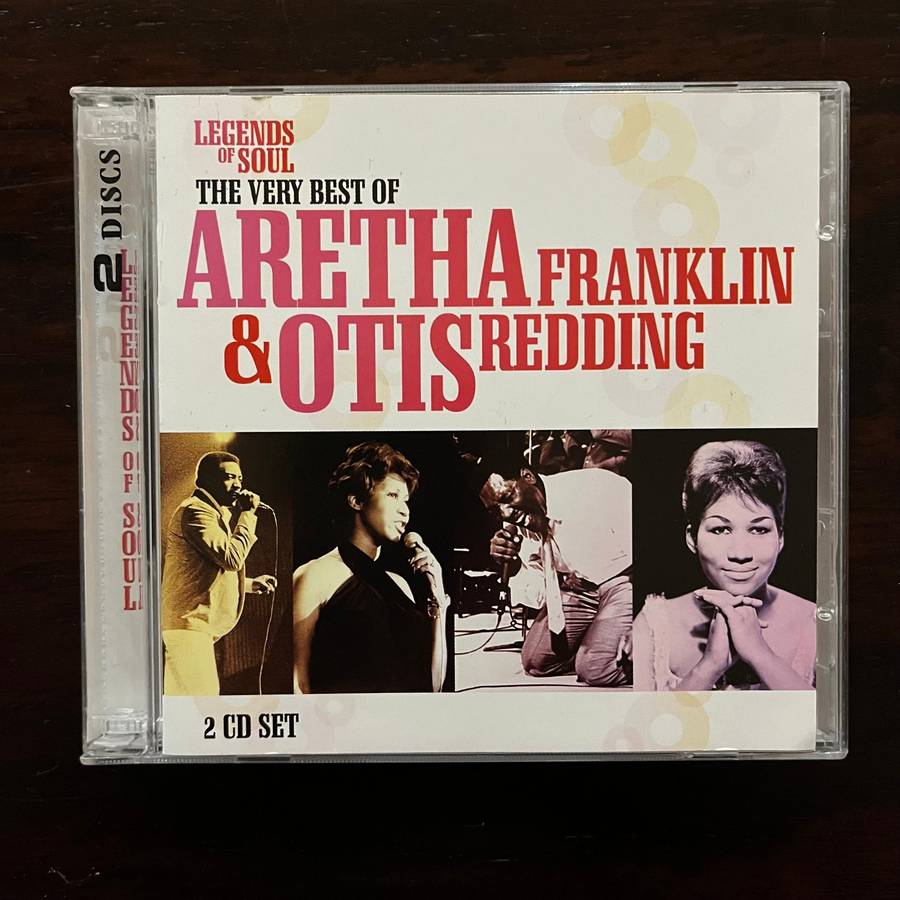 LEGENDS
OF SOUL
THE VERY BEST OF
ARETHA FRANKLIN
& OTIS REDDING
2 CD SET
2 DISCS
LEGENDS OF SOUL